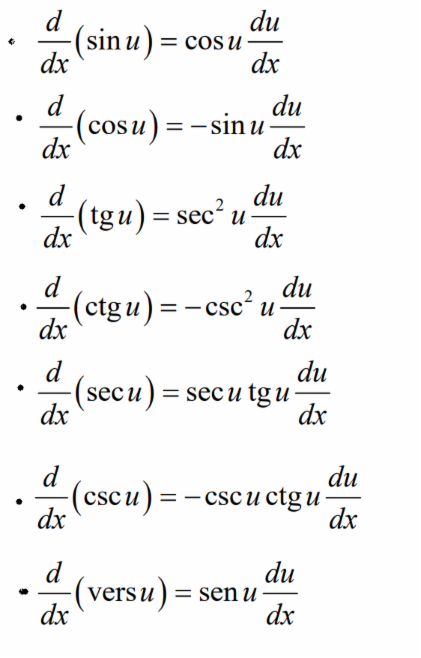 • d/dx (sin u) = cos u du/dx
• d/dx (cos u) = − sin u du/dx
• d/dx (tg u) = sec² u du/dx
• d/dx (ctg u) = − csc² u du/dx
• d/dx (sec u) = sec u tg u du/dx
• d/dx (csc u) = − csc u ctg u du/dx
• d/dx (vers u) = sen u du/dx